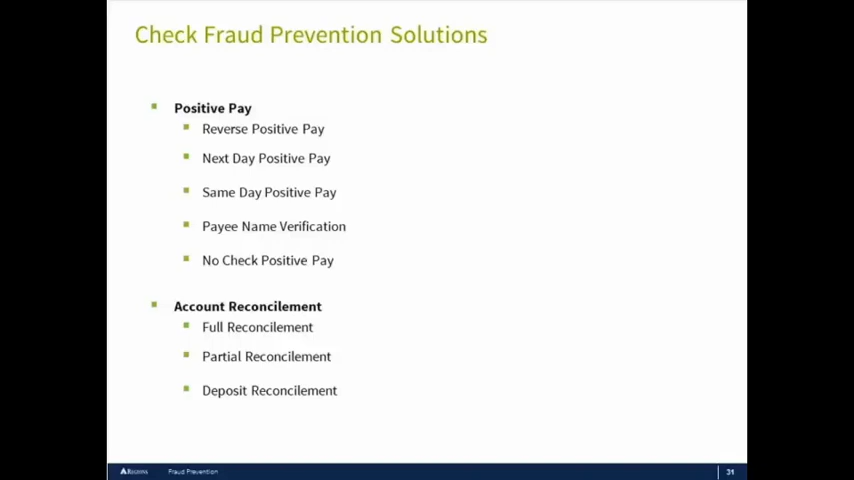 Check Fraud Prevention Solutions
Positive Pay
Reverse Positive Pay
Next Day Positive Pay
Same Day Positive Pay
Payee Name Verification
No Check Positive Pay
Account Reconcilement
Full Reconcilement
Partial Reconcilement
Deposit Reconcilement
REGIONS Fraud Prevention 31